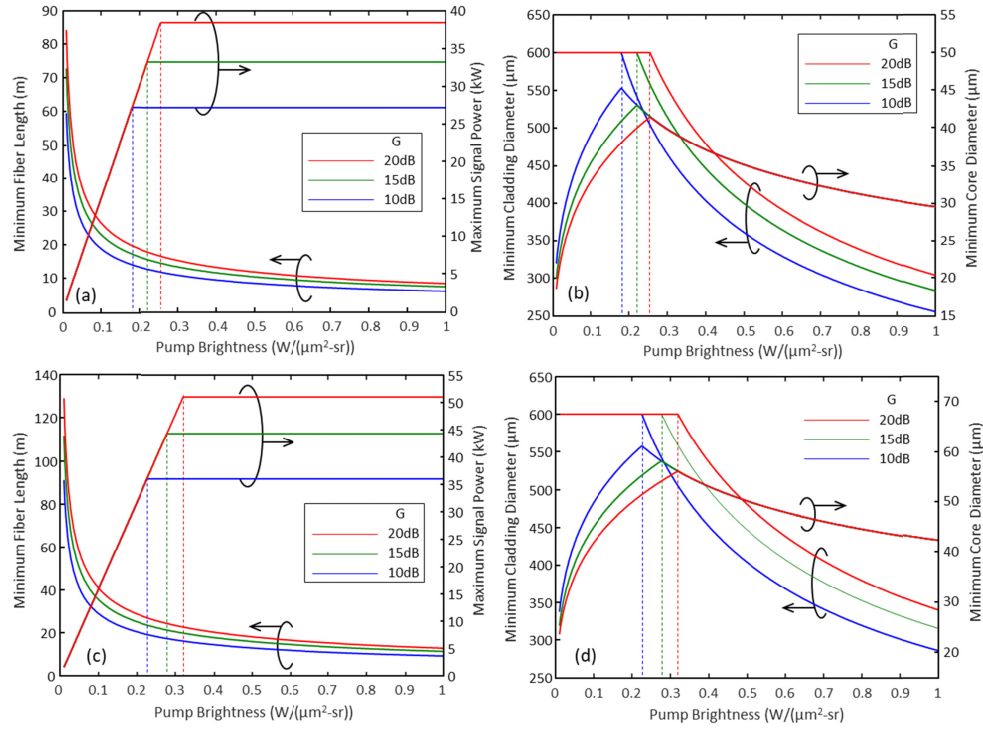 90
80
70
60
50
40
30
20
10
0
Minimum Fiber Length (m)
40
35
30
25
20
15
10
5
0
Maximum Signal Power (kW)
G
20dB
15dB
10dB
(a)
0 0.1 0.2 0.3 0.4 0.5 0.6 0.7 0.8 0.9 1
Pump Brightness (W/(µm²-sr)
650
600
550
500
450
400
350
300
250
Minimum Cladding Diameter (µm)
55
50
45
40
35
30
25
20
15
Minimum Core Diameter (µm)
G
20dB
15dB
10dB
(b)
0 0.1 0.2 0.3 0.4 0.5 0.6 0.7 0.8 0.9 1
Pump Brightness (W/(µm²-sr)
140
120
100
80
60
40
20
0
Minimum Fiber Length (m)
55
50
45
40
35
30
25
20
15
10
5
0
Maximum Signal Power (kW)
G
20dB
15dB
10dB
(c)
0 0.1 0.2 0.3 0.4 0.5 0.6 0.7 0.8 0.9 1
Pump Brightness (W/(µm²-sr)
650
600
550
500
450
400
350
300
250
Minimum Cladding Diameter (µm)
70
60
50
40
30
20
Minimum Core Diameter (µm)
G
20dB
15dB
10dB
(d)
0 0.1 0.2 0.3 0.4 0.5 0.6 0.7 0.8 0.9 1
Pump Brightness (W/(µm²-sr)